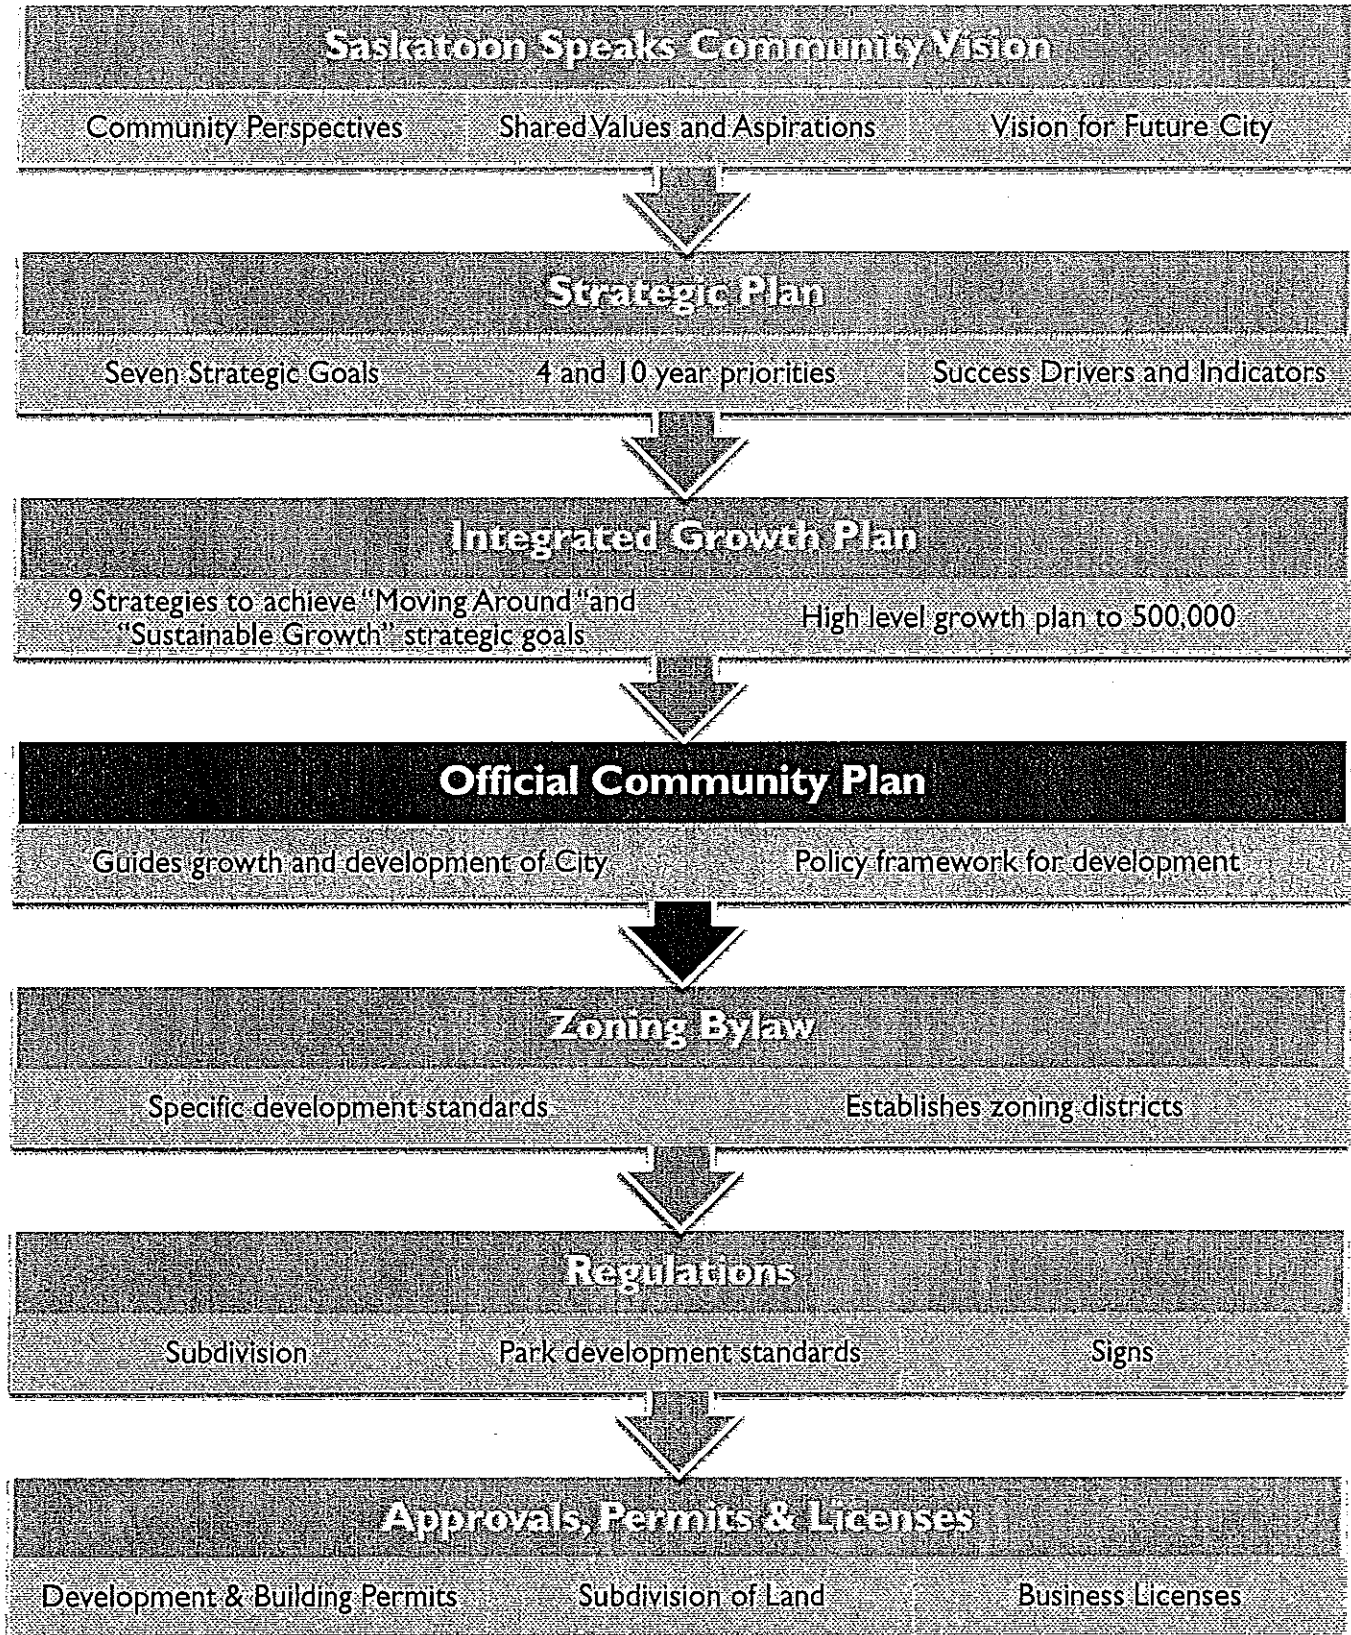 Saskatoon Speaks Community Vision
Community Perspectives
Shared Values and Aspirations
Vision for Future City
Strategic Plan
Seven Strategic Goals
4 and 10 year priorities
Success Drivers and Indicators
Integrated Growth Plan
9 Strategies to achieve "Moving Around "and
"Sustainable Growth" strategic goals
High level growth plan to 500,000
Official Community Plan
Guides growth and development of City
Policy framework for development
Zoning Bylaw
Specific development standards
Establishes zoning districts
Regulations
Subdivision
Park development standards
Signs
Approvals, Permits & Licenses
Development & Building Permits
Subdivision of Land
Business Licenses